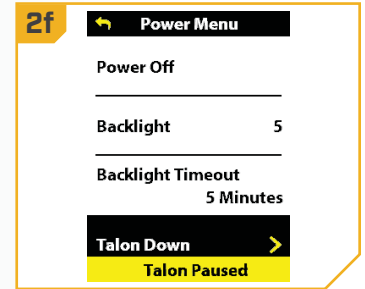 2f
Power Menu
Power Off
Backlight 5
Backlight Timeout
5 Minutes
Talon Down
Talon Paused